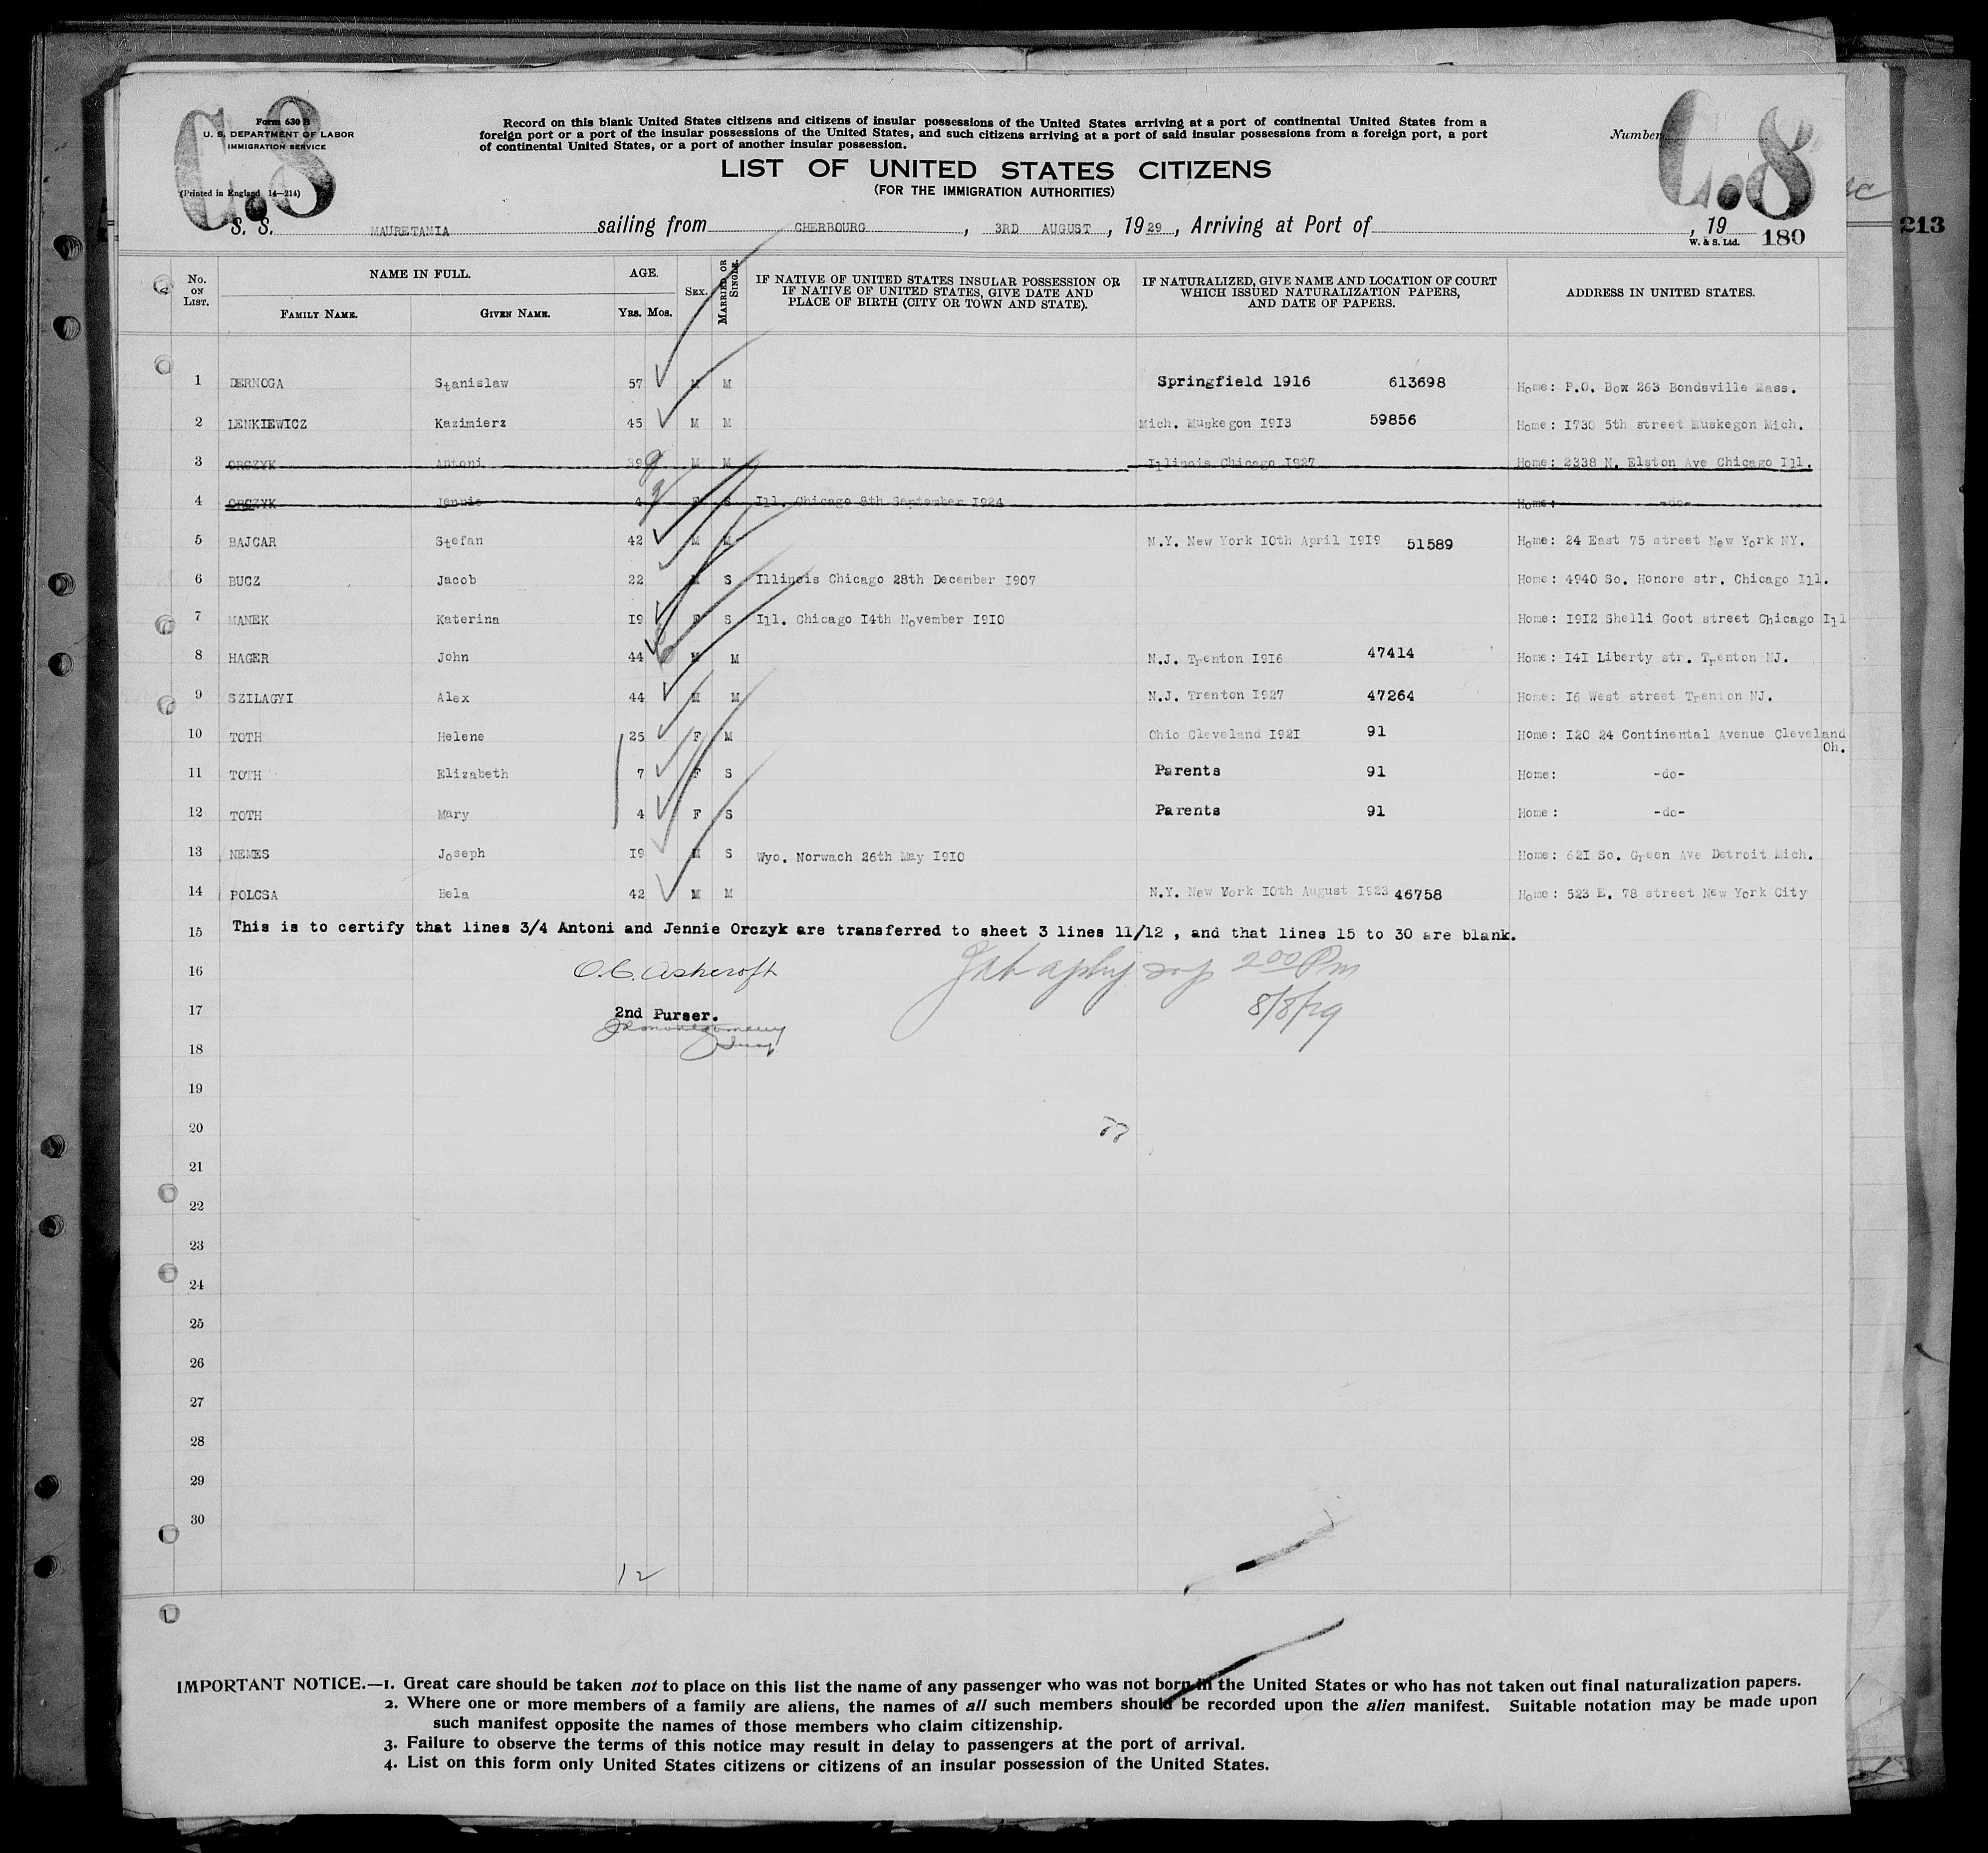 C.8
C.8
Form 630 B
U. S. DEPARTMENT OF LABOR
IMMIGRATION SERVICE
(Printed in England 14—214)
Record on this blank United States citizens and citizens of insular possessions of the United States arriving at a port of continental United States from a
foreign port or a port of the insular possessions of the United States, and such citizens arriving at a port of said insular possessions from a foreign port, a port
of continental United States, or a port of another insular possession.
Number
LIST OF UNITED STATES CITIZENS
(FOR THE IMMIGRATION AUTHORITIES)
S. S. MAURETANIA sailing from CHERBOURG , 3RD AUGUST , 1929 , Arriving at Port of , 19
W. & S. Ltd. 180
213
No. ON LIST. NAME IN FULL. AGE. SEX. MARRIED OR SINGLE. IF NATIVE OF UNITED STATES INSULAR POSSESSION OR IF NATIVE OF UNITED STATES, GIVE DATE AND PLACE OF BIRTH (CITY OR TOWN AND STATE). IF NATURALIZED, GIVE NAME AND LOCATION OF COURT WHICH ISSUED NATURALIZATION PAPERS, AND DATE OF PAPERS. ADDRESS IN UNITED STATES.
FAMILY NAME. GIVEN NAME. YRS. MOS.
1 DERNOGA Stanislaw 57 M M Springfield 1916 613698 Home: P.O. Box 263 Bondsville Mass.
2 LENKIEWICZ Kazimierz 45 M M Mich. Muskegon I9I3 59856 Home: I730 5th street Muskegon Mich.
3 ORCZYK Antoni 39 M M Illinois Chicago I927 Home: 2338 N. Elston Ave Chicago Ill.
4 ORCZYK Jennie 4 F S Ill. Chicago 8th September I924 Home: -do-
5 BAJCAR Stefan 42 M M N.Y. New York I0th April I9I9 51589 Home: 24 East 75 street New York NY.
6 BUCZ Jacob 22 M S Illinois Chicago 28th December I907 Home: 4940 So. Honore str. Chicago Ill.
7 MANEK Katerina I9 F S Ill. Chicago I4th November I9I0 Home: I9I2 Shelli Goot street Chicago Ill
8 HAGER John 44 M M N.J. Trenton I9I6 47414 Home: I4I Liberty str. Trenton NJ.
9 SZILAGYI Alex 44 M M N.J. Trenton I927 47264 Home: I6 West street Trenton NJ.
10 TOTH Helene 25 F M Ohio Cleveland I92I 91 Home: I20 24 Continental Avenue Cleveland
Oh.
11 TOTH Elizabeth 7 F S Parents 91 Home: -do-
12 TOTH Mary 4 F S Parents 91 Home: -do-
13 NEMES Joseph I9 M S Wyo. Norwach 26th May I9I0 Home: 62I So. Green Ave Detroit Mich.
14 POLCSA Bela 42 M M N.Y. New York I0th August I923 46758 Home: 523 E. 78 street New York City
15 This is to certify that lines 3/4 Antoni and Jennie Orczyk are transferred to sheet 3 lines 11/12 , and that lines 15 to 30 are blank.
16 O.C. Ashcroft 2 00 Pm
17 2nd Purser. 8/8/29
18
19
20
21
22
23
24
25
26
27
28
29
30
12
IMPORTANT NOTICE.—1. Great care should be taken not to place on this list the name of any passenger who was not born in the United States or who has not taken out final naturalization papers.
2. Where one or more members of a family are aliens, the names of all such members should be recorded upon the alien manifest. Suitable notation may be made upon
such manifest opposite the names of those members who claim citizenship.
3. Failure to observe the terms of this notice may result in delay to passengers at the port of arrival.
4. List on this form only United States citizens or citizens of an insular possession of the United States.